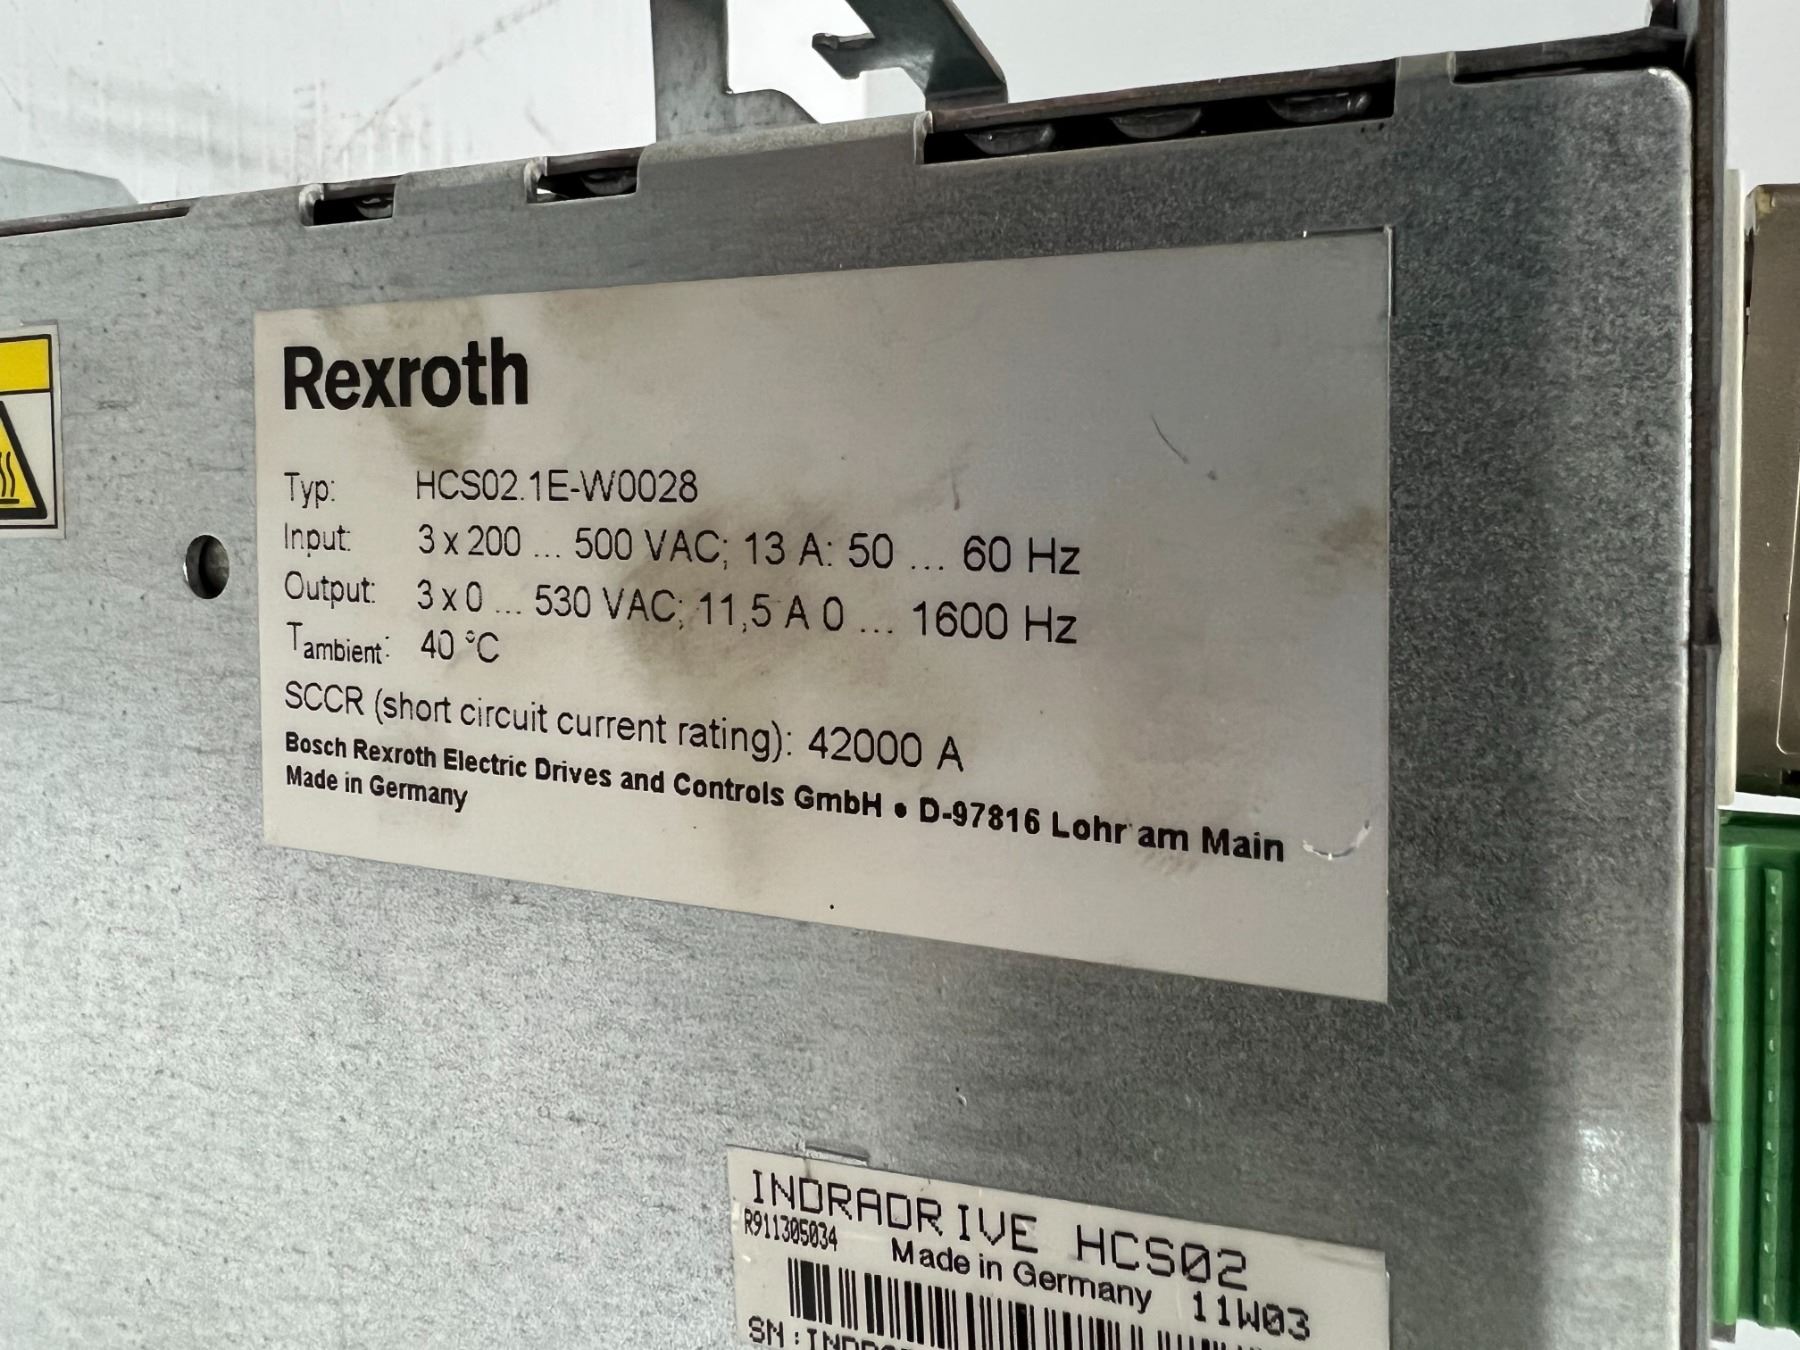 Rexroth
Typ: HCS02.1E-W0028
Input: 3 x 200 ... 500 VAC; 13 A: 50 ... 60 Hz
Output: 3 x 0 ... 530 VAC; 11,5 A 0 ... 1600 Hz
Tambient: 40 °C
SCCR (short circuit current rating): 42000 A
Bosch Rexroth Electric Drives and Controls GmbH • D-97816 Lohr am Main
Made in Germany
INDRADRIVE HCS02
R911305034 Made in Germany 11W03
SN: